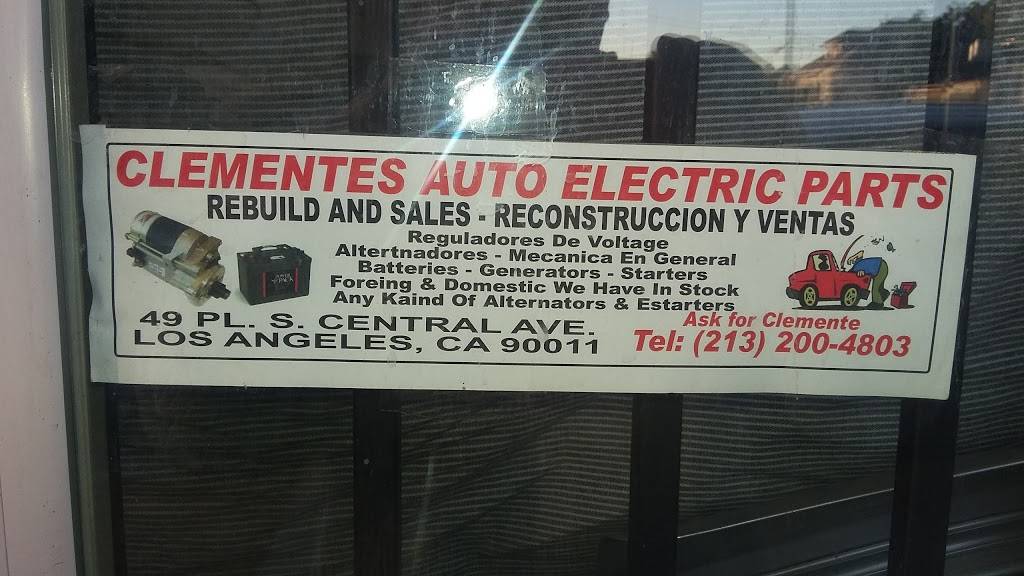 CLEMENTES AUTO ELECTRIC PARTS
REBUILD AND SALES - RECONSTRUCCION Y VENTAS
Reguladores De Voltage
Altertnadores - Mecanica En General
Batteries - Generators - Starters
Foreing & Domestic We Have In Stock
Any Kaind Of Alternators & Estarters
49 PL. S. CENTRAL AVE.
LOS ANGELES, CA 90011
Ask for Clemente
Tel: (213) 200-4803